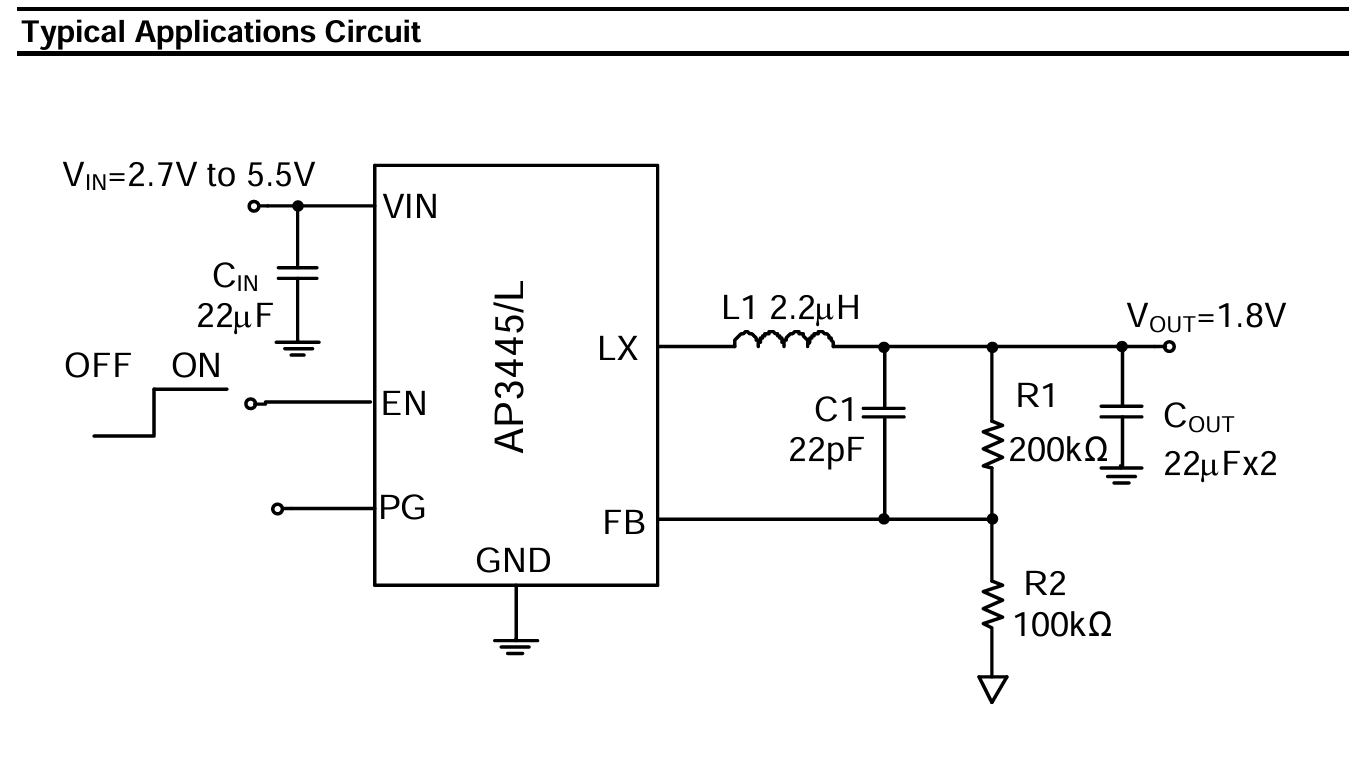 Typical Applications Circuit
VIN=2.7V to 5.5V
VIN
CIN
22μF
OFF ON
EN
PG
GND
AP3445/L
LX
FB
L1 2.2μH
C1
22pF
R1
200kΩ
VOUT=1.8V
COUT
22μFx2
R2
100kΩ